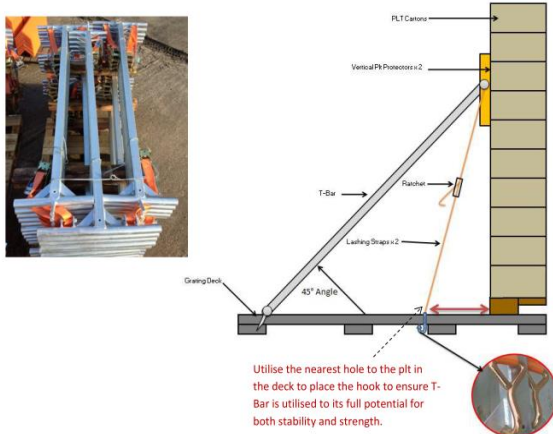 PLT Cartons
Vertical Plt Protectors x 2
Ratchet
T-Bar
Lashing Straps x 2
Grating Deck
45° Angle
Utilise the nearest hole to the plt in
the deck to place the hook to ensure T-
Bar is utilised to its full potential for
both stability and strength.